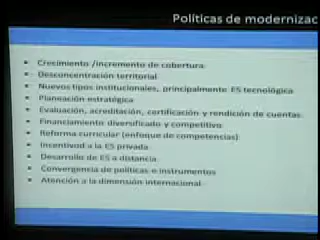 Políticas de modernizac
• Crecimiento /incremento de cobertura
• Desconcentración territorial
• Nuevos tipos institucionales, principalmente ES tecnológica
• Planeación estratégica
• Evaluación, acreditación, certificación y rendición de cuentas
• Financiamiento diversificado y competitivo
• Reforma curricular (enfoque de competencias)
• Incentivod a la ES privada
• Desarrollo de ES a distancia
• Convergencia de políticas e instrumentos
• Atención a la dimensión internacional